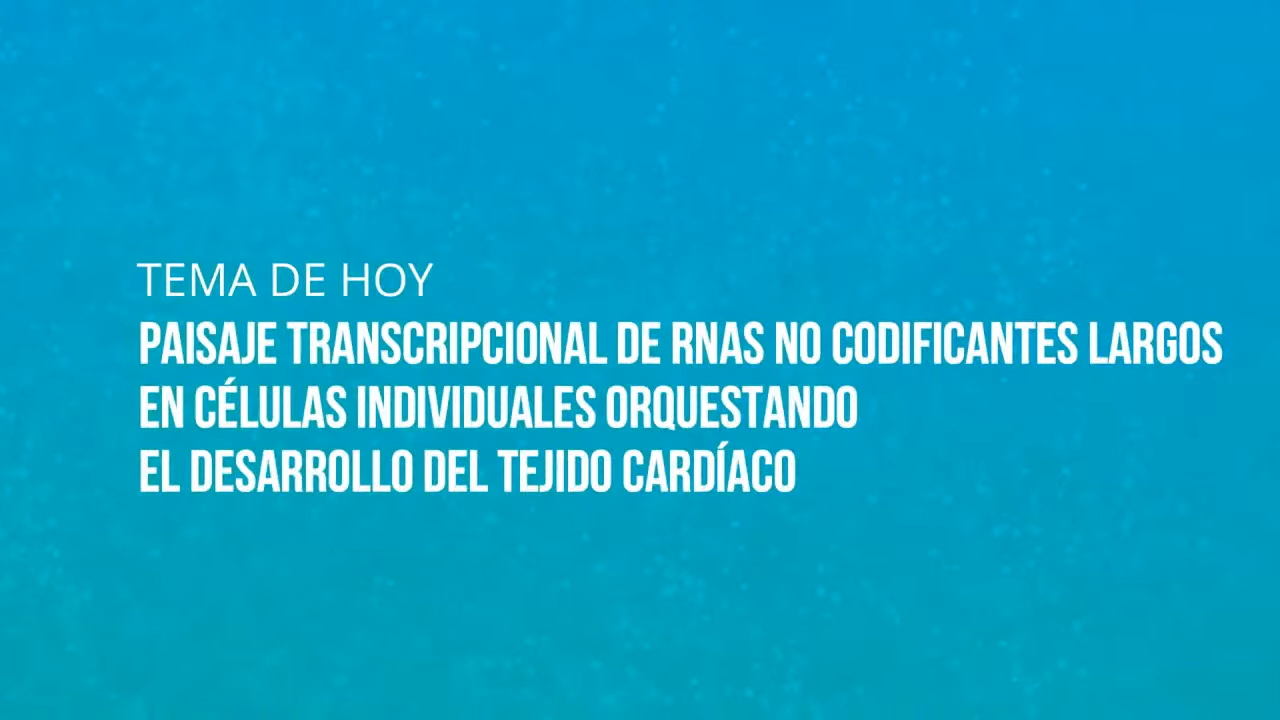 TEMA DE HOY
PAISAJE TRANSCRIPCIONAL DE RNAS NO CODIFICANTES LARGOS
EN CÉLULAS INDIVIDUALES ORQUESTANDO
EL DESARROLLO DEL TEJIDO CARDÍACO